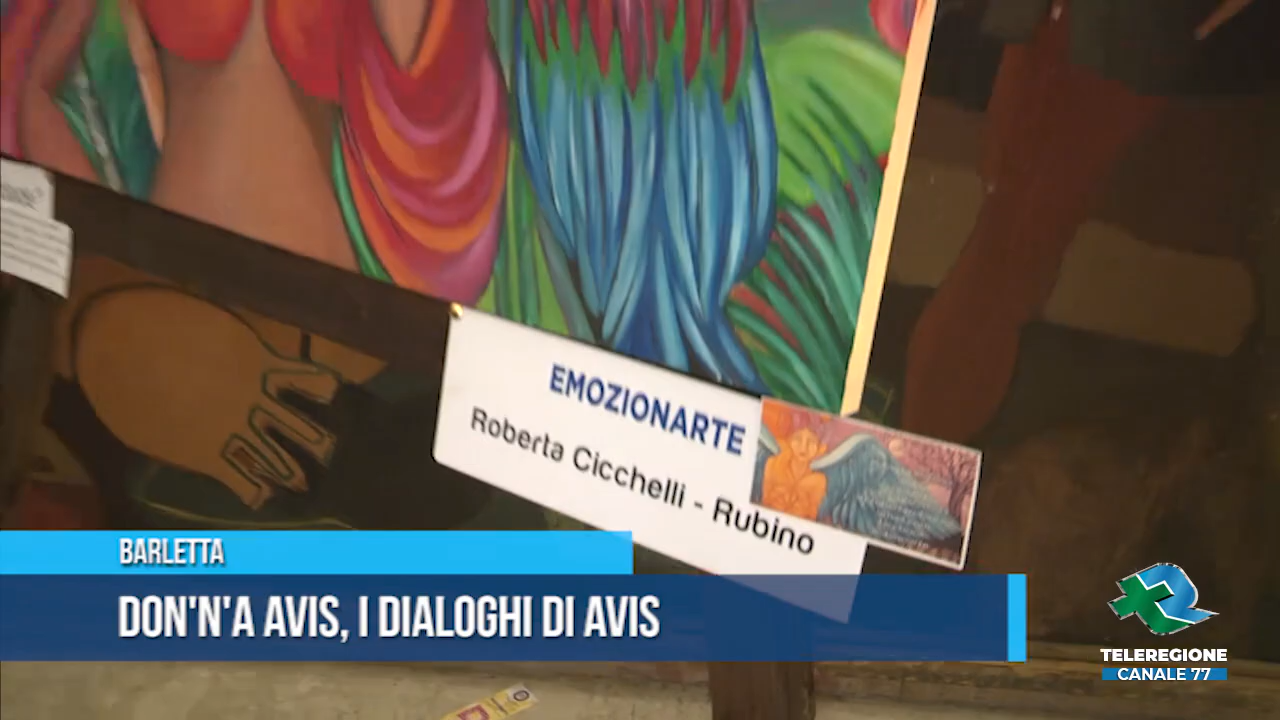 EMOZIONARTE
Roberta Cicchelli - Rubino
BARLETTA
DON'N'A AVIS, I DIALOGHI DI AVIS
TELEREGIONE
CANALE 77